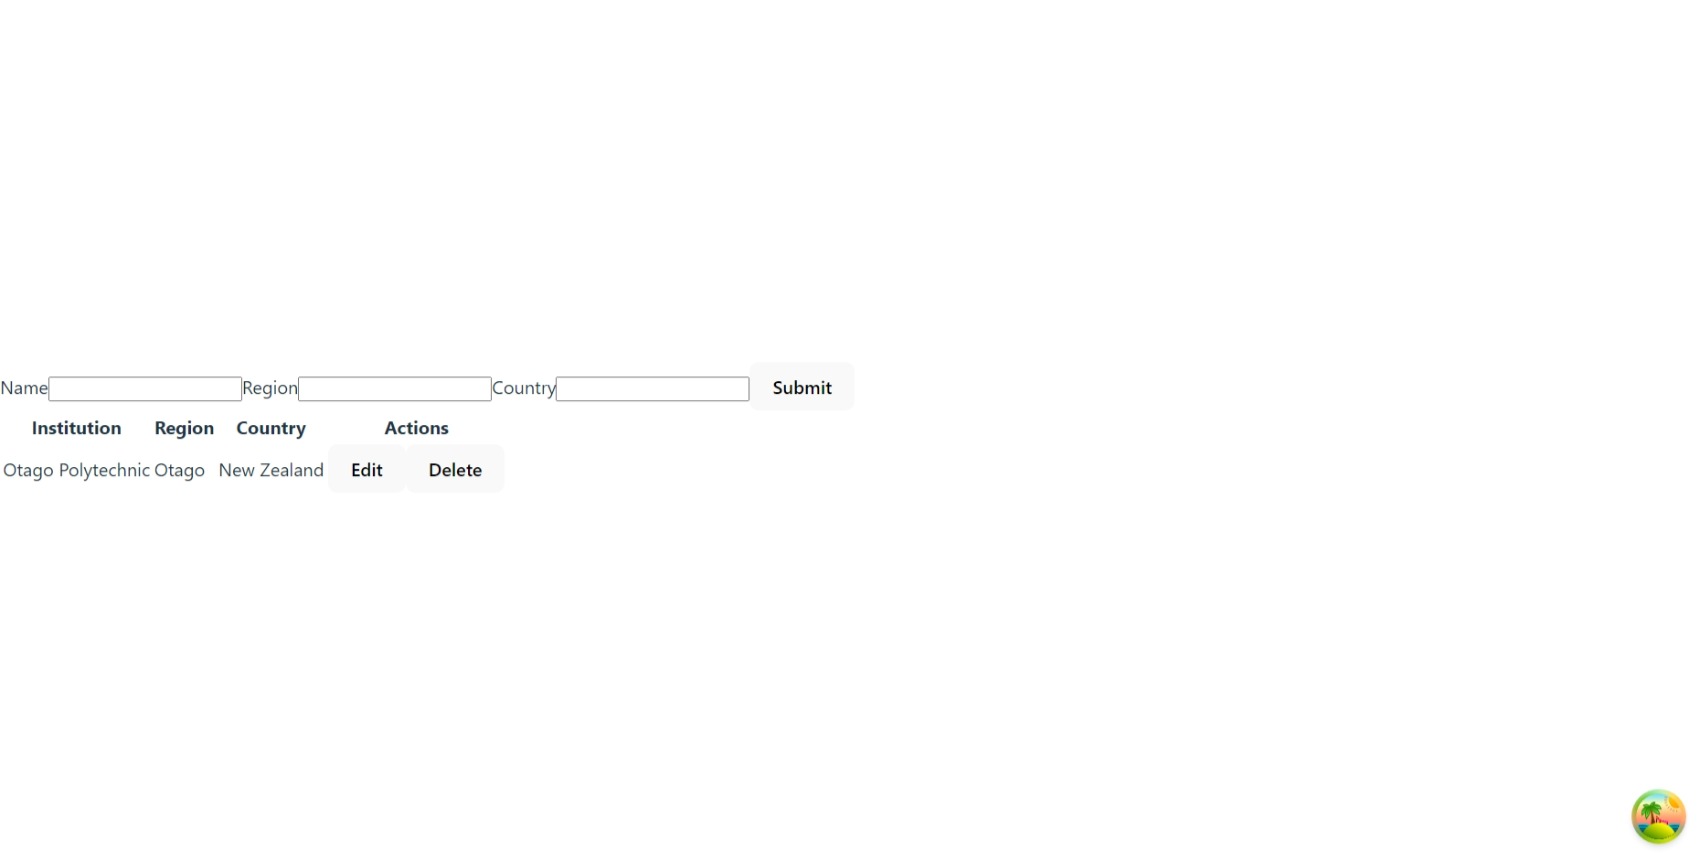 Name Region Country Submit
Institution Region Country Actions
Otago Polytechnic Otago New Zealand Edit Delete